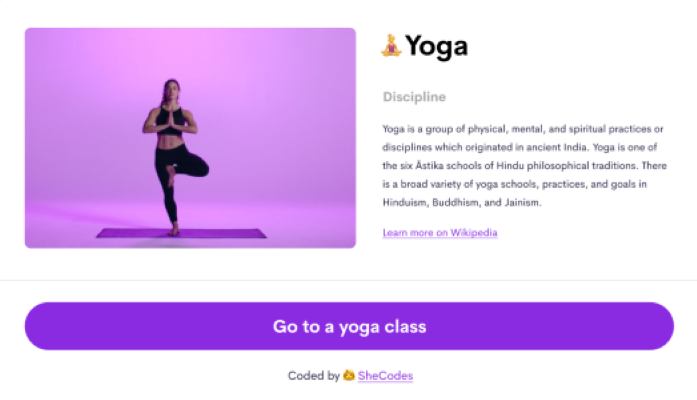 🧘Yoga
Discipline
Yoga is a group of physical, mental, and spiritual practices or
disciplines which originated in ancient India. Yoga is one of
the six Āstika schools of Hindu philosophical traditions. There
is a broad variety of yoga schools, practices, and goals in
Hinduism, Buddhism, and Jainism.
Learn more on Wikipedia
Go to a yoga class
Coded by SheCodes